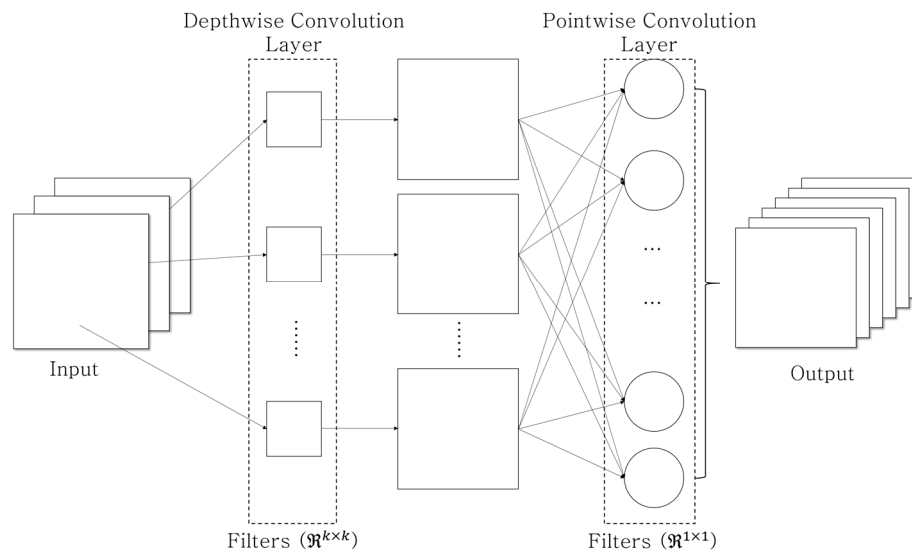 Depthwise Convolution
Layer
Pointwise Convolution
Layer
...
...
......
......
Input
Output
Filters (ℜ^{k×k})
Filters (ℜ^{1×1})